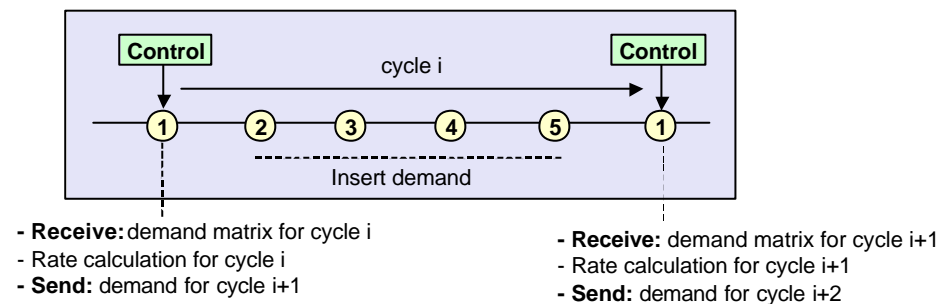 Control
Control
cycle i
1
2
3
4
5
1
Insert demand
- Receive: demand matrix for cycle i
- Rate calculation for cycle i
- Send: demand for cycle i+1
- Receive: demand matrix for cycle i+1
- Rate calculation for cycle i+1
- Send: demand for cycle i+2